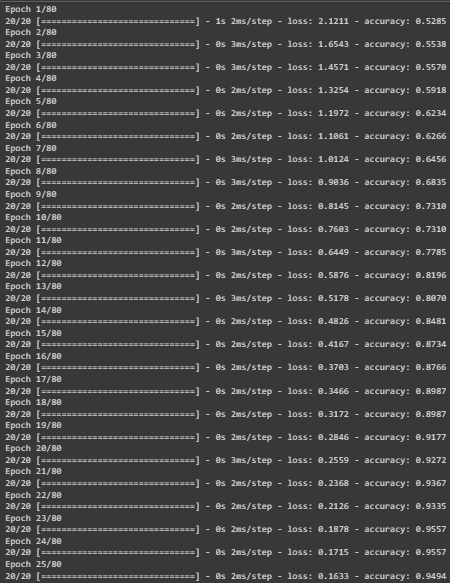 Epoch 1/80
20/20 [==============================] - 1s 2ms/step - loss: 2.1211 - accuracy: 0.5285
Epoch 2/80
20/20 [==============================] - 0s 3ms/step - loss: 1.6543 - accuracy: 0.5538
Epoch 3/80
20/20 [==============================] - 0s 3ms/step - loss: 1.4571 - accuracy: 0.5570
Epoch 4/80
20/20 [==============================] - 0s 2ms/step - loss: 1.3254 - accuracy: 0.5918
Epoch 5/80
20/20 [==============================] - 0s 2ms/step - loss: 1.1972 - accuracy: 0.6234
Epoch 6/80
20/20 [==============================] - 0s 2ms/step - loss: 1.1061 - accuracy: 0.6266
Epoch 7/80
20/20 [==============================] - 0s 3ms/step - loss: 1.0124 - accuracy: 0.6456
Epoch 8/80
20/20 [==============================] - 0s 3ms/step - loss: 0.9036 - accuracy: 0.6835
Epoch 9/80
20/20 [==============================] - 0s 2ms/step - loss: 0.8145 - accuracy: 0.7310
Epoch 10/80
20/20 [==============================] - 0s 2ms/step - loss: 0.7603 - accuracy: 0.7310
Epoch 11/80
20/20 [==============================] - 0s 3ms/step - loss: 0.6449 - accuracy: 0.7785
Epoch 12/80
20/20 [==============================] - 0s 2ms/step - loss: 0.5876 - accuracy: 0.8196
Epoch 13/80
20/20 [==============================] - 0s 3ms/step - loss: 0.5178 - accuracy: 0.8070
Epoch 14/80
20/20 [==============================] - 0s 2ms/step - loss: 0.4826 - accuracy: 0.8481
Epoch 15/80
20/20 [==============================] - 0s 2ms/step - loss: 0.4167 - accuracy: 0.8734
Epoch 16/80
20/20 [==============================] - 0s 2ms/step - loss: 0.3703 - accuracy: 0.8766
Epoch 17/80
20/20 [==============================] - 0s 2ms/step - loss: 0.3466 - accuracy: 0.8987
Epoch 18/80
20/20 [==============================] - 0s 2ms/step - loss: 0.3172 - accuracy: 0.8987
Epoch 19/80
20/20 [==============================] - 0s 2ms/step - loss: 0.2846 - accuracy: 0.9177
Epoch 20/80
20/20 [==============================] - 0s 3ms/step - loss: 0.2559 - accuracy: 0.9272
Epoch 21/80
20/20 [==============================] - 0s 2ms/step - loss: 0.2368 - accuracy: 0.9367
Epoch 22/80
20/20 [==============================] - 0s 2ms/step - loss: 0.2126 - accuracy: 0.9335
Epoch 23/80
20/20 [==============================] - 0s 2ms/step - loss: 0.1878 - accuracy: 0.9557
Epoch 24/80
20/20 [==============================] - 0s 2ms/step - loss: 0.1715 - accuracy: 0.9557
Epoch 25/80
20/20 [==============================] - 0s 2ms/step - loss: 0.1633 - accuracy: 0.9494